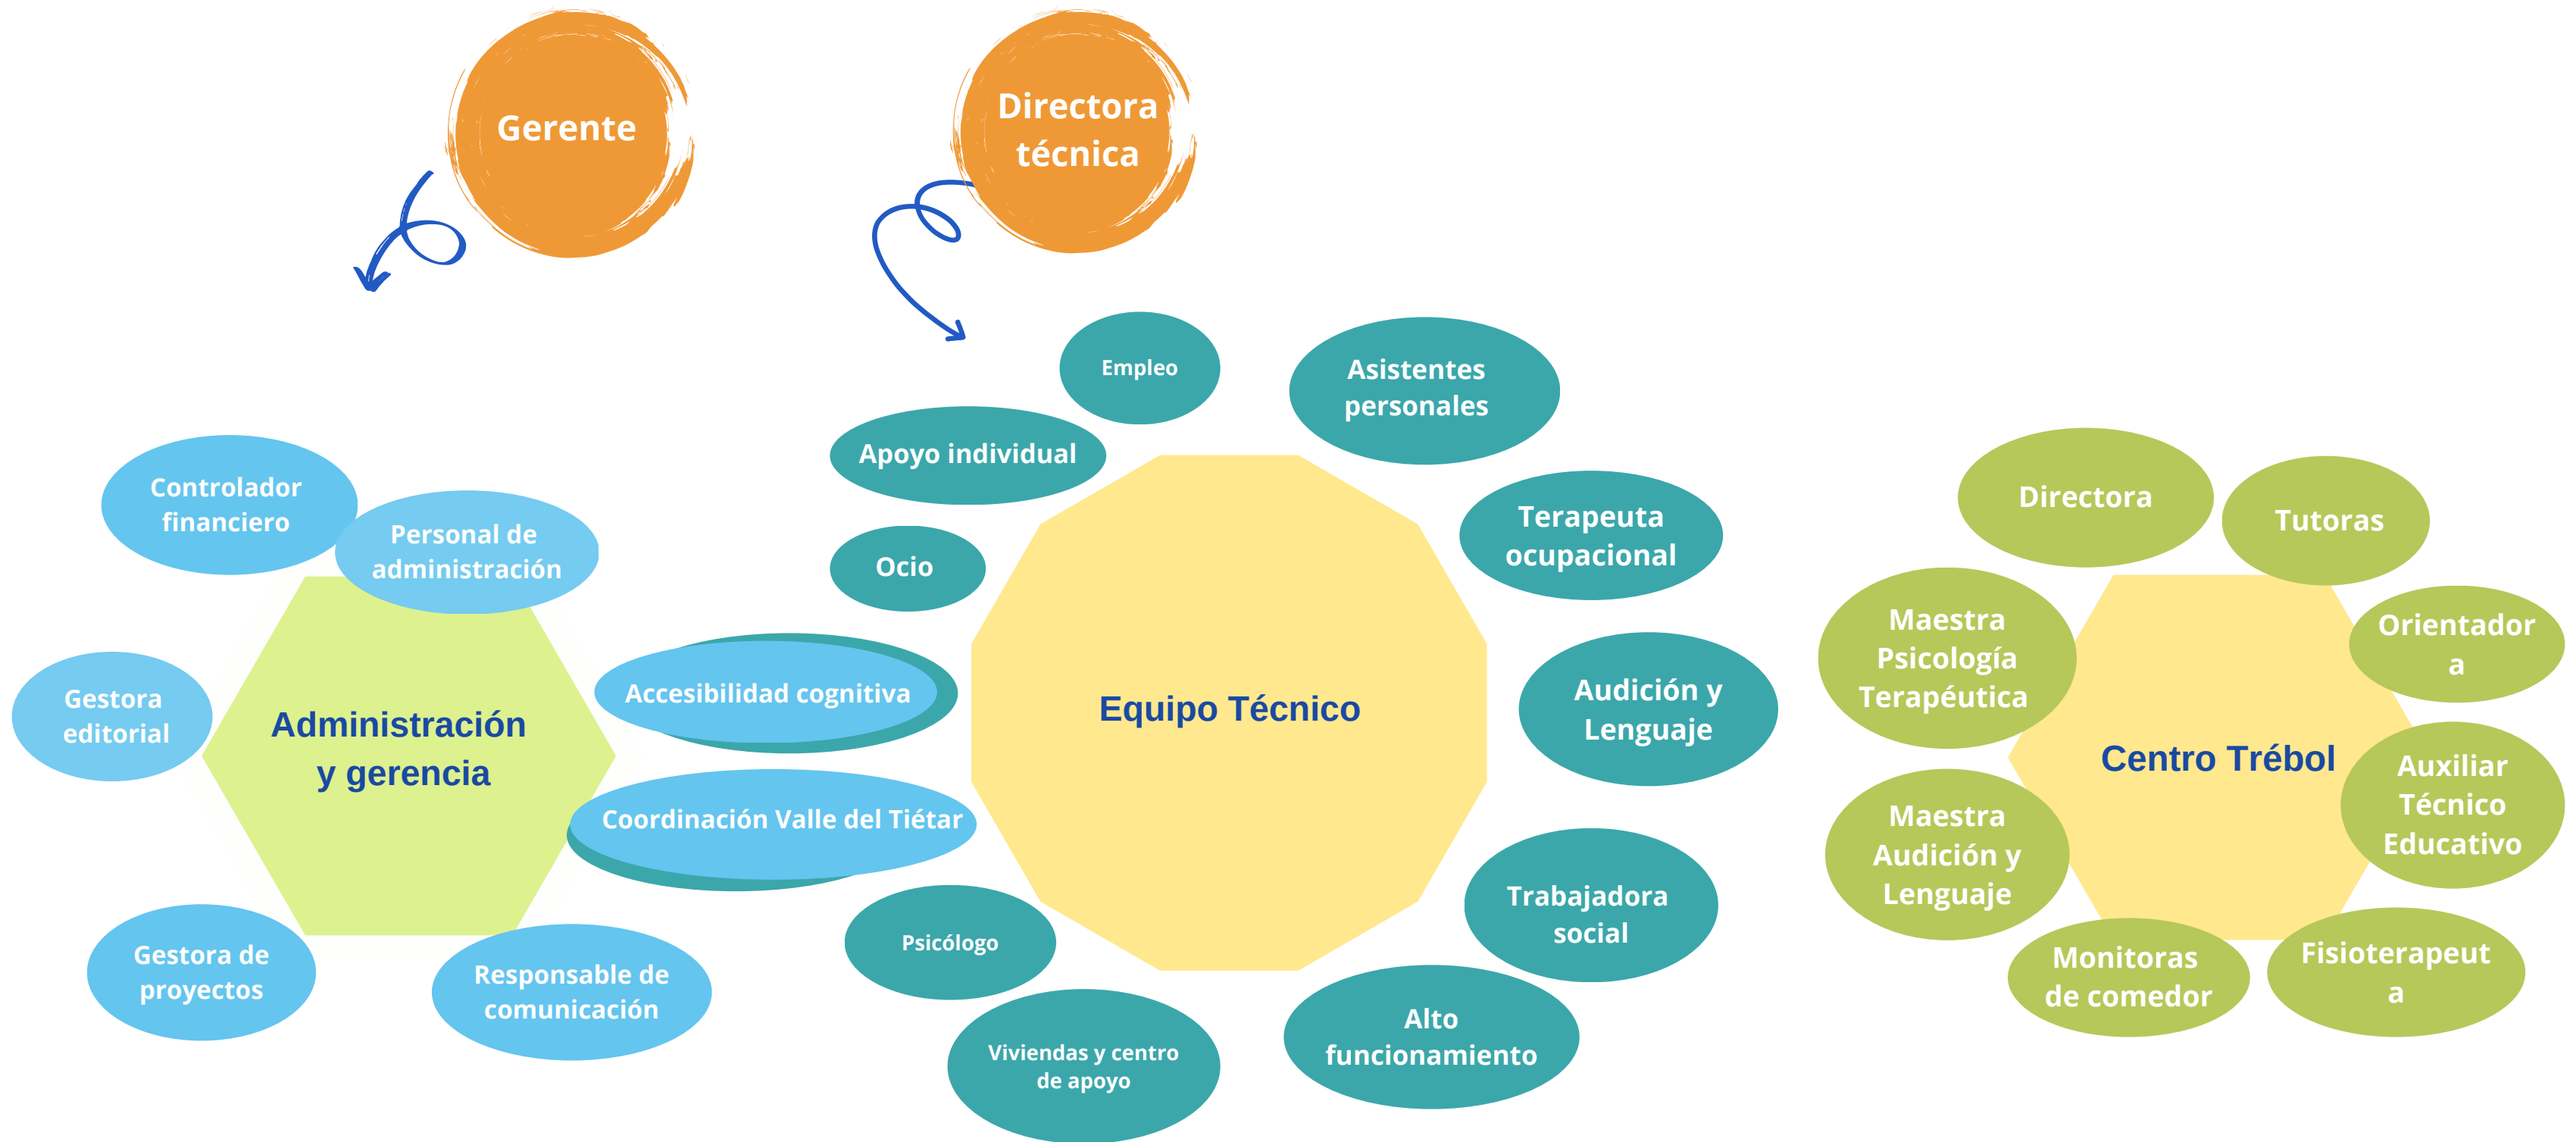 Gerente
Directora
técnica
Empleo
Asistentes
personales
Apoyo individual
Ocio
Terapeuta
ocupacional
Controlador
financiero
Personal de
administración
Gestora
editorial
Administración
y gerencia
Accesibilidad cognitiva
Coordinación Valle del Tiétar
Gestora de
proyectos
Responsable de
comunicación
Equipo Técnico
Audición y
Lenguaje
Trabajadora
social
Psicólogo
Viviendas y centro
de apoyo
Alto
funcionamiento
Directora
Tutoras
Maestra
Psicología
Terapéutica
Orientador
a
Centro Trébol
Auxiliar
Técnico
Educativo
Maestra
Audición y
Lenguaje
Monitoras
de comedor
Fisioterapeut
a